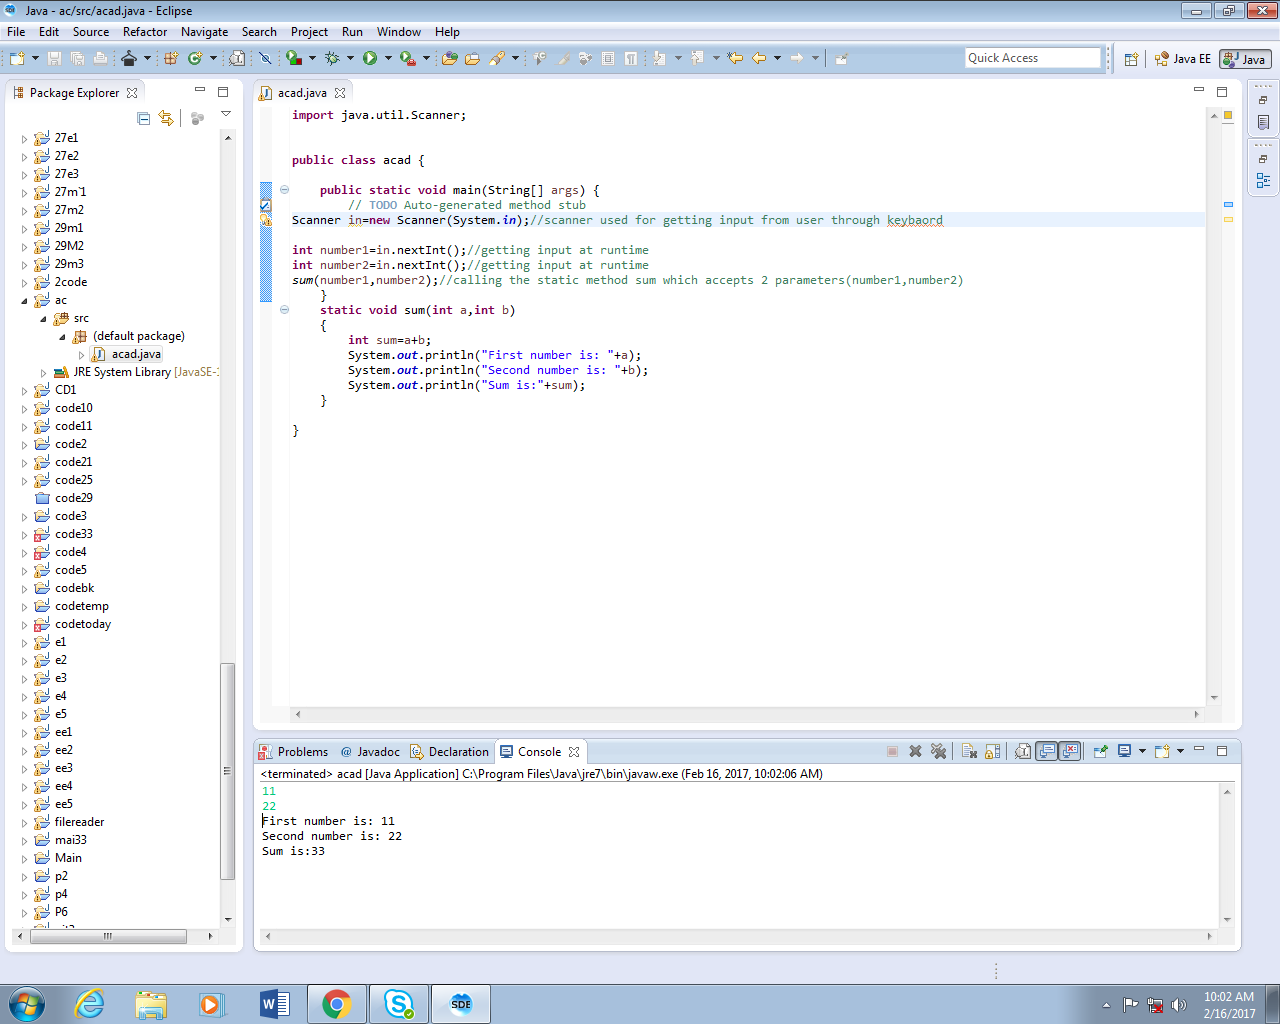 Java - ac/src/acad.java - Eclipse
File Edit Source Refactor Navigate Search Project Run Window Help
Quick Access
Java EE
Java
Package Explorer
27e1
27e2
27e3
27m`1
27m2
29m1
29M2
29m3
2code
ac
src
(default package)
acad.java
JRE System Library [JavaSE-1
CD1
code10
code11
code2
code21
code25
code29
code3
code33
code4
code5
codebk
codetemp
codetoday
e1
e2
e3
e4
e5
ee1
ee2
ee3
ee4
ee5
filereader
mai33
Main
p2
p4
P6
acad.java
import java.util.Scanner;
public class acad {
public static void main(String[] args) {
// TODO Auto-generated method stub
Scanner in=new Scanner(System.in);//scanner used for getting input from user through keybaord
int number1=in.nextInt();//getting input at runtime
int number2=in.nextInt();//getting input at runtime
sum(number1,number2);//calling the static method sum which accepts 2 parameters(number1,number2)
}
static void sum(int a,int b)
{
int sum=a+b;
System.out.println("First number is: "+a);
System.out.println("Second number is: "+b);
System.out.println("Sum is:"+sum);
}
}
Problems @ Javadoc Declaration Console
<terminated> acad [Java Application] C:\Program Files\Java\jre7\bin\javaw.exe (Feb 16, 2017, 10:02:06 AM)
11
22
First number is: 11
Second number is: 22
Sum is:33
SDE
10:02 AM
2/16/2017